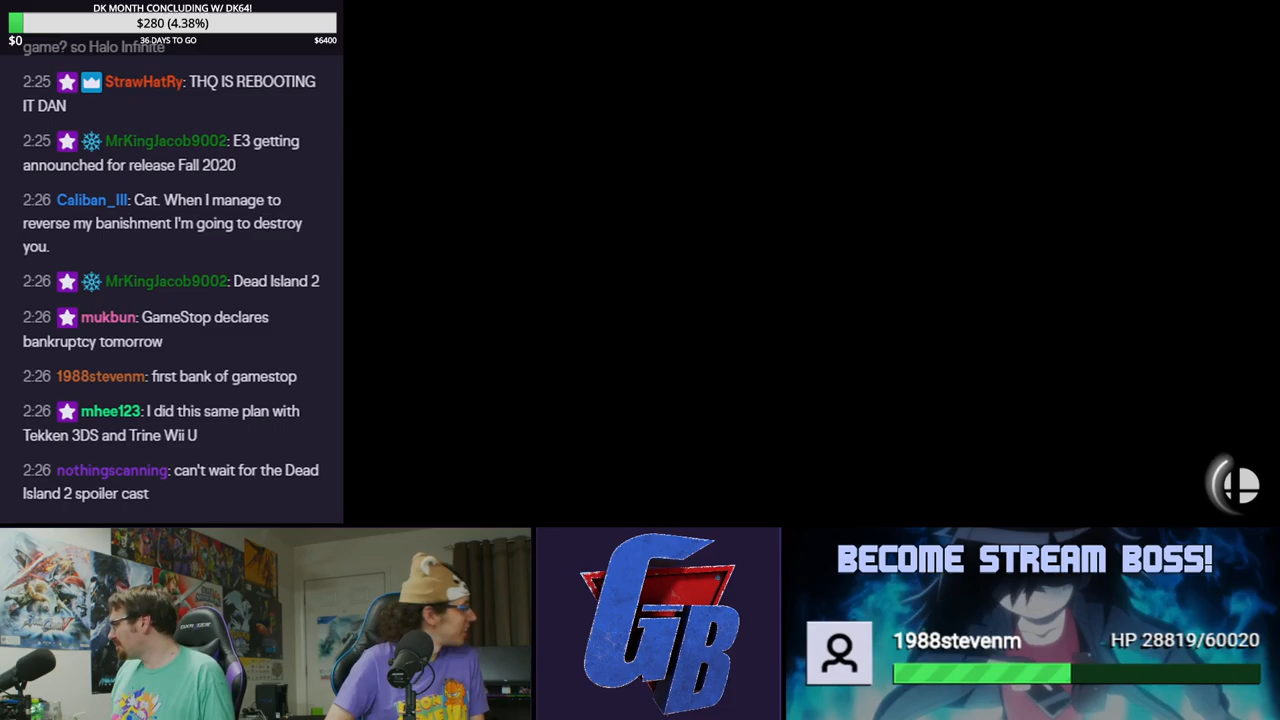 DK MONTH CONCLUDING W/ DK64!
$280 (4.38%)
$0
36 DAYS TO GO
$6400
game? so Halo Infinite
2:25 StrawHatRy: THQ IS REBOOTING
IT DAN
2:25 MrKingJacob9002: E3 getting
announched for release Fall 2020
2:26 Caliban_III: Cat. When I manage to
reverse my banishment I'm going to destroy
you.
2:26 MrKingJacob9002: Dead Island 2
2:26 mukbun: GameStop declares
bankruptcy tomorrow
2:26 1988stevenm: first bank of gamestop
2:26 mhee123: I did this same plan with
Tekken 3DS and Trine Wii U
2:26 nothingscanning: can't wait for the Dead
Island 2 spoiler cast
GB
BECOME STREAM BOSS!
1988stevenm
HP 28819/60020